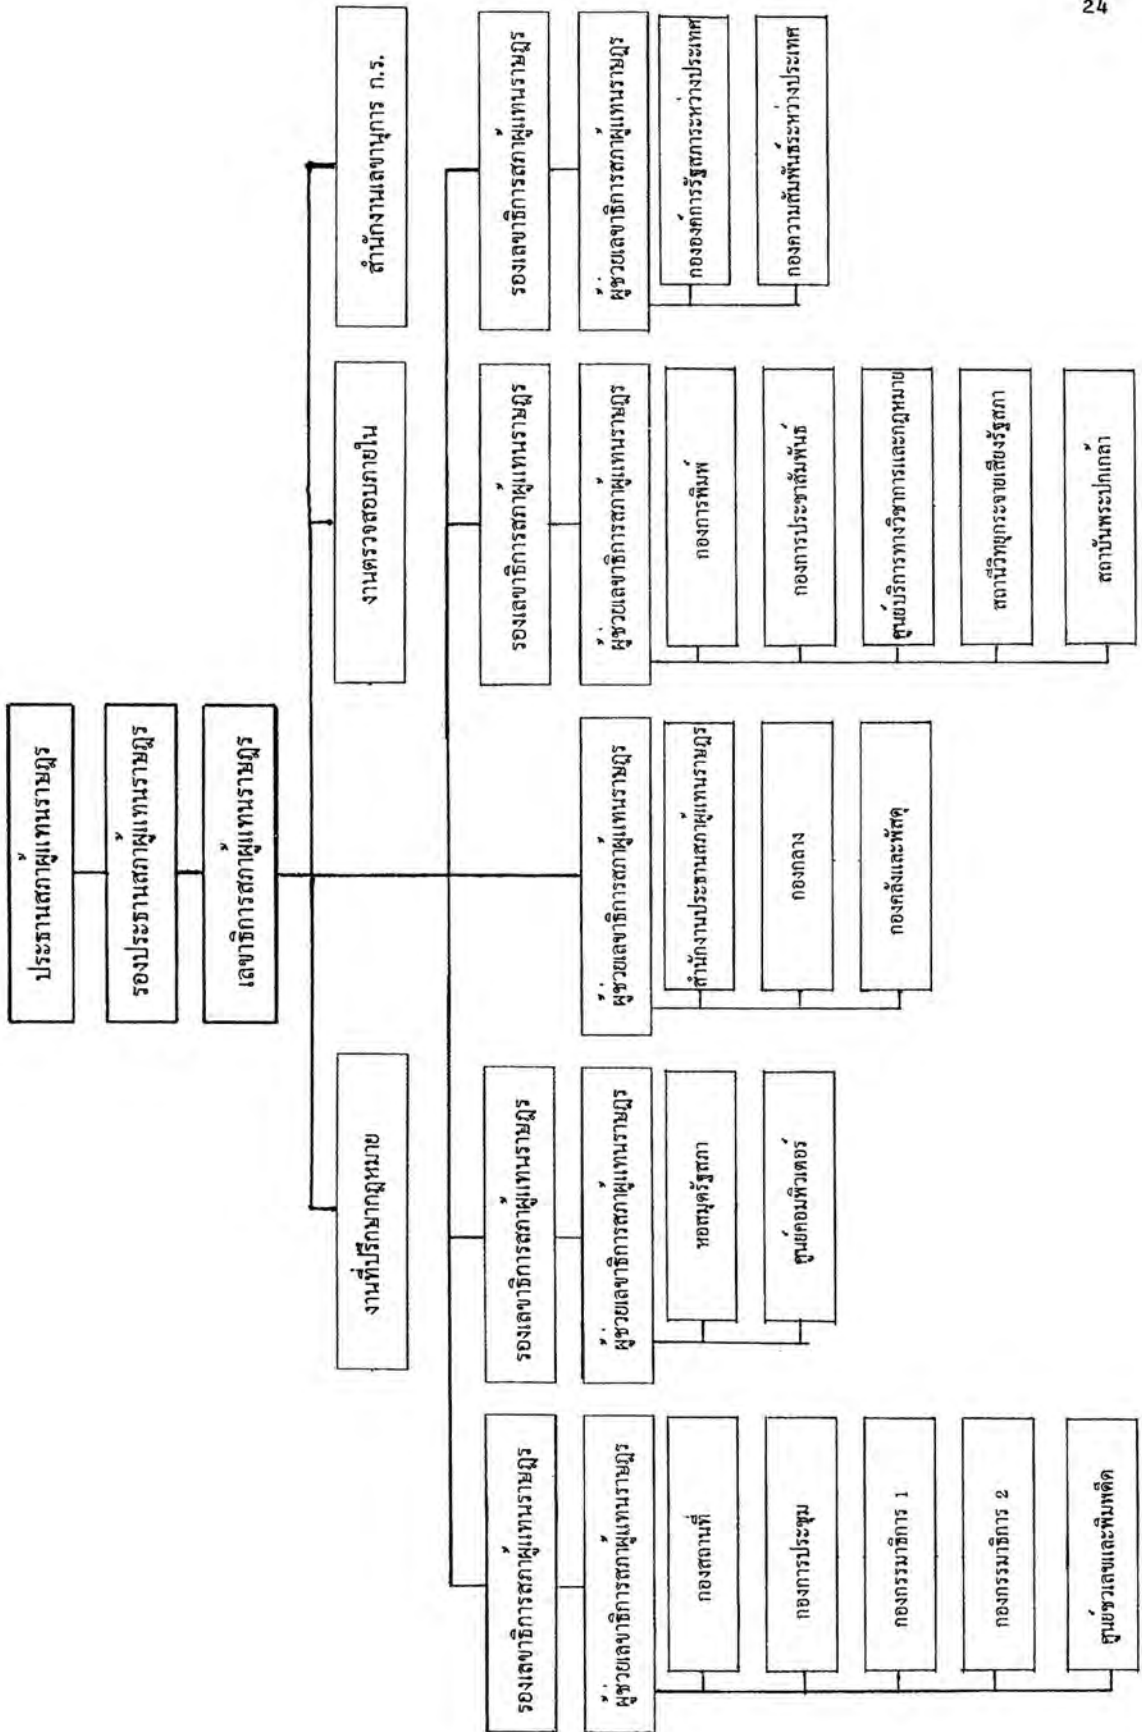 24
ประธานสภาผู้แทนราษฎร
รองประธานสภาผู้แทนราษฎร
เลขาธิการสภาผู้แทนราษฎร
งานที่ปรึกษากฎหมาย
งานตรวจสอบภายใน
สำนักงานเลขานุการ ก.ร.
รองเลขาธิการสภาผู้แทนราษฎร
รองเลขาธิการสภาผู้แทนราษฎร
รองเลขาธิการสภาผู้แทนราษฎร
รองเลขาธิการสภาผู้แทนราษฎร
ผู้ช่วยเลขาธิการสภาผู้แทนราษฎร
ผู้ช่วยเลขาธิการสภาผู้แทนราษฎร
ผู้ช่วยเลขาธิการสภาผู้แทนราษฎร
ผู้ช่วยเลขาธิการสภาผู้แทนราษฎร
ผู้ช่วยเลขาธิการสภาผู้แทนราษฎร
กองสถานที่
กองการประชุม
กองกรรมาธิการ 1
กองกรรมาธิการ 2
ศูนย์ชวเลขและพิมพ์ดีด
หอสมุดรัฐสภา
ศูนย์คอมพิวเตอร์
สำนักงานประธานสภาผู้แทนราษฎร
กองกลาง
กองคลังและพัสดุ
กองการพิมพ์
กองการประชาสัมพันธ์
ศูนย์บริการทางวิชาการและกฎหมาย
สถานีวิทยุกระจายเสียงรัฐสภา
สถาบันพระปกเกล้า
กององค์การรัฐสภาระหว่างประเทศ
กองความสัมพันธ์ระหว่างประเทศ